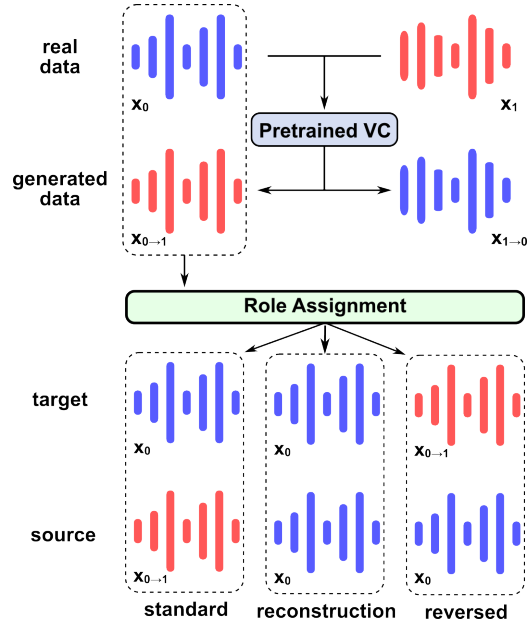 real
data
x₀
x₁
Pretrained VC
generated
data
x₀→₁
x₁→₀
Role Assignment
target
x₀
x₀
x₀→₁
source
x₀→₁
x₀
x₀
standard
reconstruction
reversed